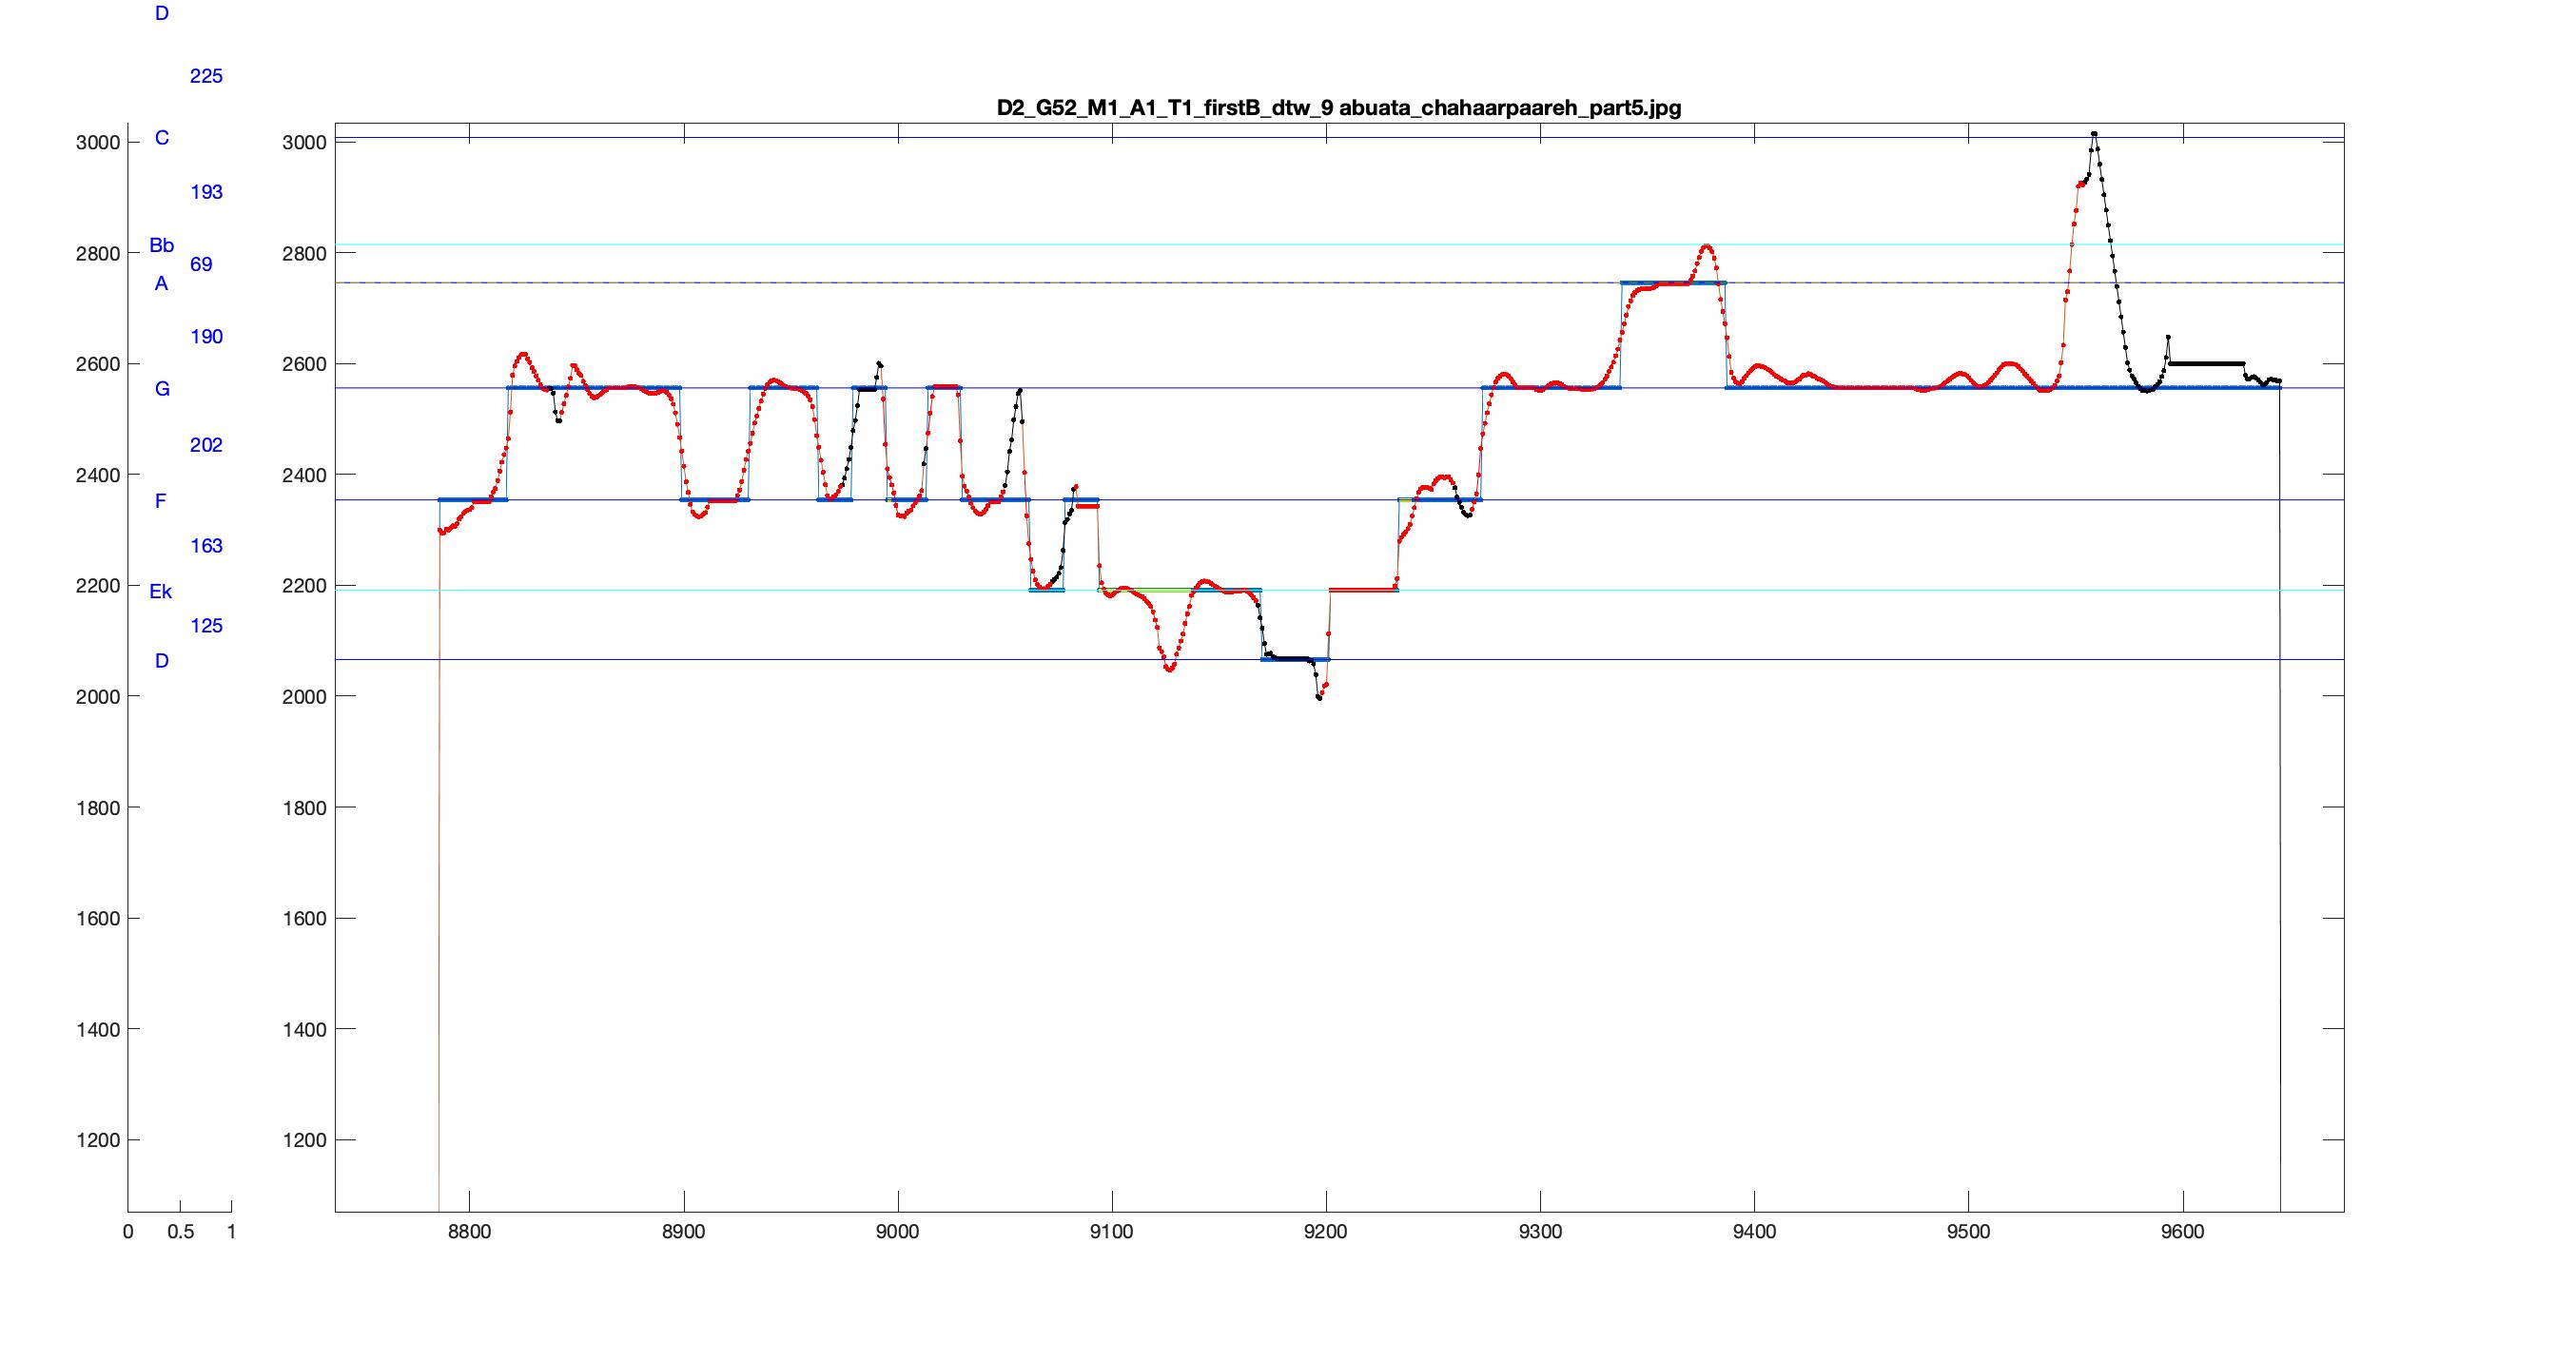 D
225
D2_G52_M1_A1_T1_firstB_dtw_9 abuata_chahaarpaareh_part5.jpg
3000 C 3000
193
Bb
2800 2800
69
A
190
2600 2600
G
202
2400 2400
F
163
2200 Ek 2200
125
D
2000 2000
1800 1800
1600 1600
1400 1400
1200 1200
0 0.5 1 8800 8900 9000 9100 9200 9300 9400 9500 9600